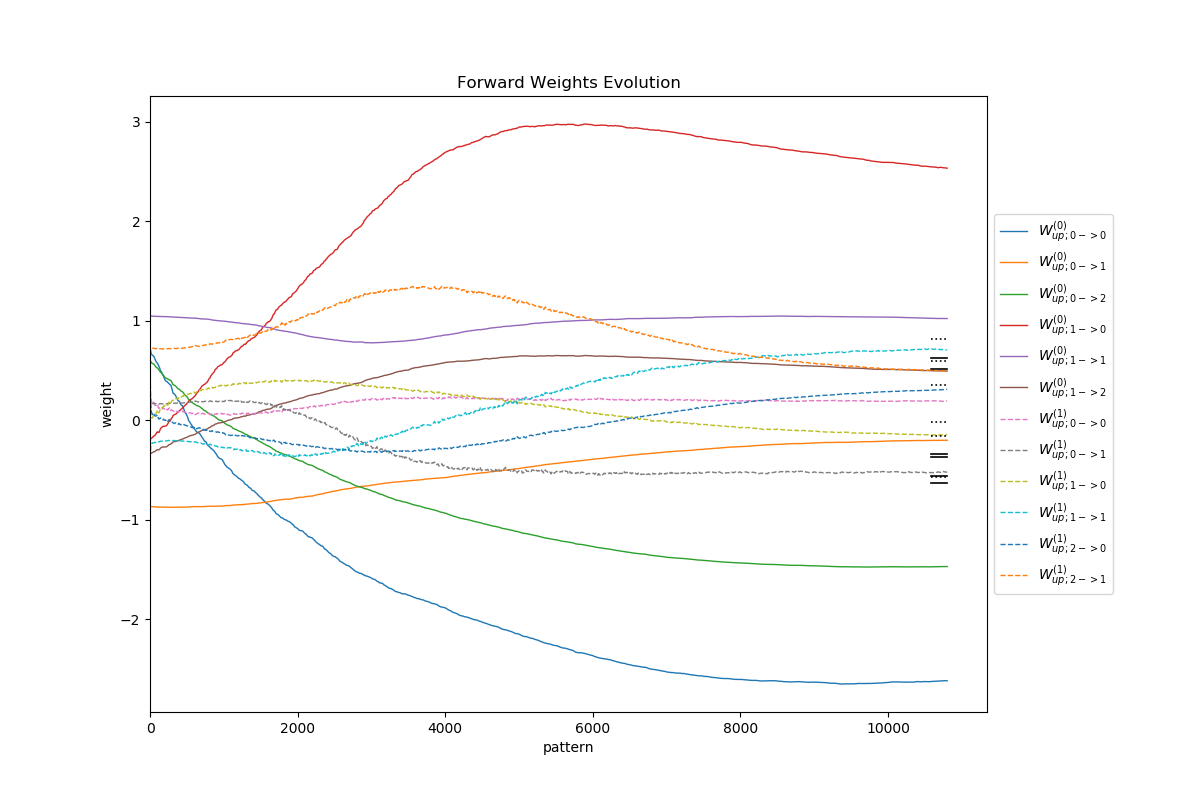 Forward Weights Evolution
weight
3
2
1
0
−1
−2
0 2000 4000 6000 8000 10000
pattern
W^{(0)}_{up;0−>0}
W^{(0)}_{up;0−>1}
W^{(0)}_{up;0−>2}
W^{(0)}_{up;1−>0}
W^{(0)}_{up;1−>1}
W^{(0)}_{up;1−>2}
W^{(1)}_{up;0−>0}
W^{(1)}_{up;0−>1}
W^{(1)}_{up;1−>0}
W^{(1)}_{up;1−>1}
W^{(1)}_{up;2−>0}
W^{(1)}_{up;2−>1}